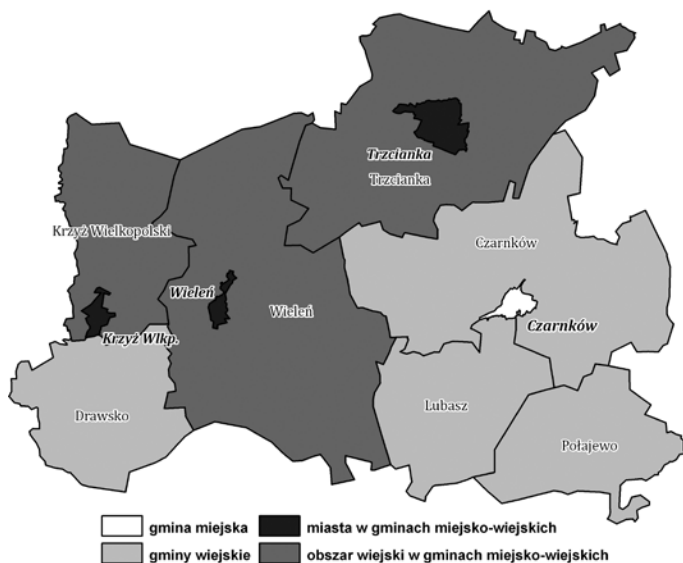 Trzcianka
Trzcianka
Krzyż Wielkopolski
Czarnków
Wieleń
Wieleń
Czarnków
Krzyż Wlkp.
Drawsko
Lubasz
Połajewo
gmina miejska
miasta w gminach miejsko-wiejskich
gminy wiejskie
obszar wiejski w gminach miejsko-wiejskich